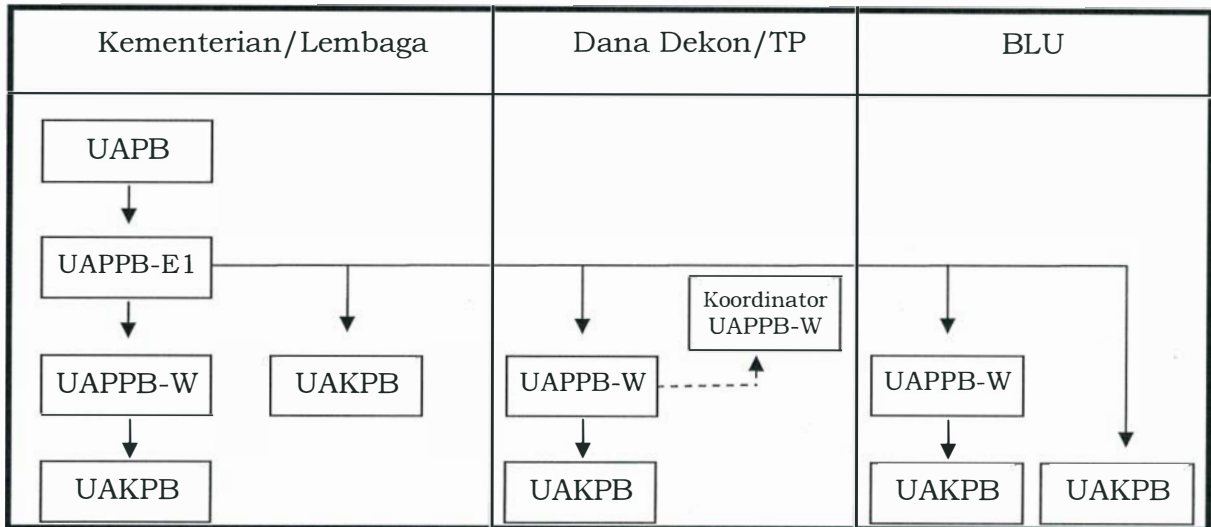 Kementerian/Lembaga
Dana Dekon/TP
BLU
UAPB
UAPPB-E1
Koordinator
UAPPB-W
UAPPB-W
UAKPB
UAPPB-W
UAPPB-W
UAKPB
UAKPB
UAKPB
UAKPB